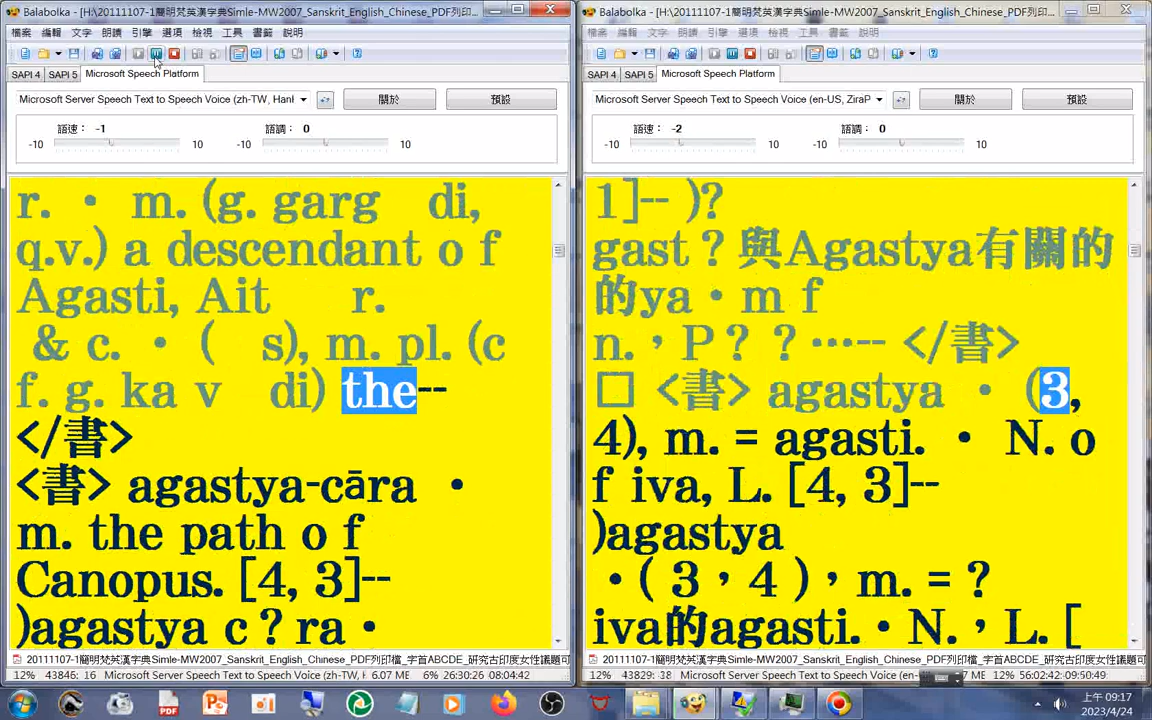 Balabolka - [H:\20111107-1簡明梵英漢字典Simle-MW2007_Sanskrit_English_Chinese_PDF列印...
檔案 編輯 文字 朗讀 引擎 選項 檢視 工具 書籤 說明
SAPI 4 SAPI 5 Microsoft Speech Platform
Microsoft Server Speech Text to Speech Voice (zh-TW, Hanl
關於 預設
語速： -1 語調： 0
-10 10 -10 10
r. • m. (g. garg di,
q.v.) a descendant o f
Agasti, Ait r.
& c. • ( s), m. pl. (c
f. g. ka v di) the--
</書>
<書> agastya-cāra •
m. the path o f
Canopus. [4, 3]--
)agastya c？ra •
20111107-1簡明梵英漢字典Simle-MW2007_Sanskrit_English_Chinese_PDF列印檔_字首ABCDE_研究古印度女性議題可
12% 43846: 16 Microsoft Server Speech Text to Speech Voice (zh-TW, H 6.07 ME 6% 26:30:26 08:04:42
Balabolka - [H:\20111107-1簡明梵英漢字典Simle-MW2007_Sanskrit_English_Chinese_PDF列印...
檔案 編輯 文字 朗讀 引擎 選項 檢視 工具 書籤 說明
SAPI 4 SAPI 5 Microsoft Speech Platform
Microsoft Server Speech Text to Speech Voice (en-US, ZiraP
關於 預設
語速： -2 語調： 0
-10 10 -10 10
1]-- )?
gast？與Agastya有關的
的ya • m f
n.，P？？…-- </書>
□ <書> agastya • (3,
4), m. = agasti. • N. o
f iva, L. [4, 3]--
)agastya
•(3，4)，m. =？
iva的agasti.•N.，L. [
20111107-1簡明梵英漢字典Simle-MW2007_Sanskrit_English_Chinese_PDF列印檔_字首ABCDE_研究古印度女性議題可
12% 43829: 38 Microsoft Server Speech Text to Speech Voice 12% 56:02:42 09:50:49
上午 09:17
2023/4/24